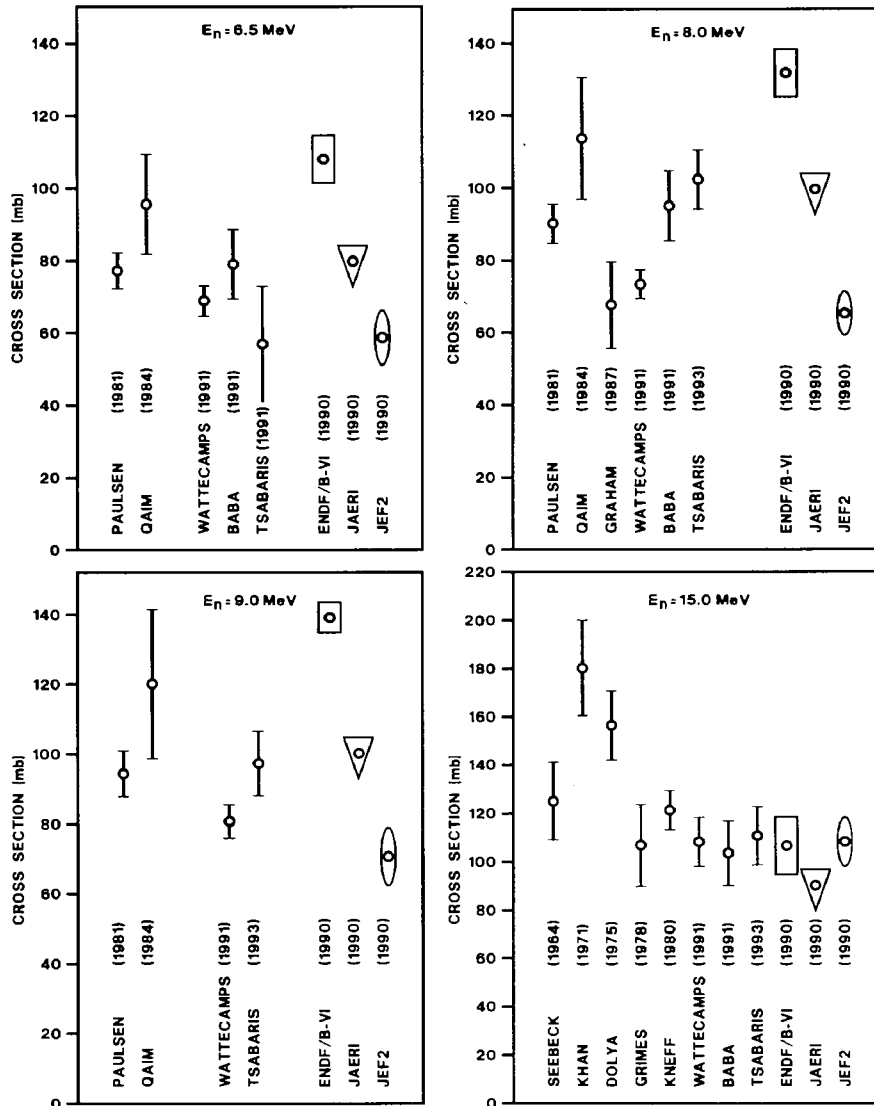 E_n = 6.5 MeV
CROSS SECTION [mb]
140
120
100
80
60
40
20
0
PAULSEN (1981)
QAIM (1984)
WATTECAMPS (1991)
BABA (1991)
TSABARIS (1991)
ENDF/B-VI (1990)
JAERI (1990)
JEF2 (1990)
E_n = 8.0 MeV
CROSS SECTION [mb]
140
120
100
80
60
40
20
0
PAULSEN (1981)
QAIM (1984)
GRAHAM (1987)
WATTECAMPS (1991)
BABA (1991)
TSABARIS (1993)
ENDF/B-VI (1990)
JAERI (1990)
JEF2 (1990)
E_n = 9.0 MeV
CROSS SECTION [mb]
140
120
100
80
60
40
20
0
PAULSEN (1981)
QAIM (1984)
WATTECAMPS (1991)
TSABARIS (1993)
ENDF/B-VI (1990)
JAERI (1990)
JEF2 (1990)
E_n = 15.0 MeV
CROSS SECTION [mb]
220
200
180
160
140
120
100
80
60
40
20
0
SEEBECK (1964)
KHAN (1971)
DOLYA (1975)
GRIMES (1978)
KNEFF (1980)
WATTECAMPS (1991)
BABA (1991)
TSABARIS (1993)
ENDF/B-VI (1990)
JAERI (1990)
JEF2 (1990)